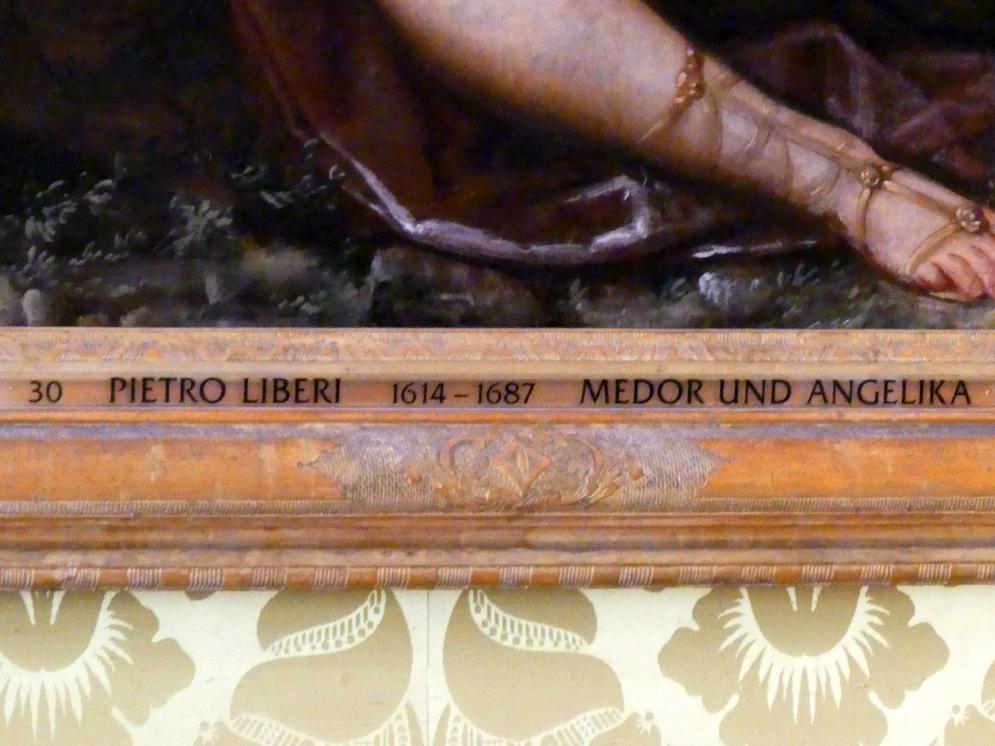 30 PIETRO LIBERI 1614–1687 MEDOR UND ANGELIKA